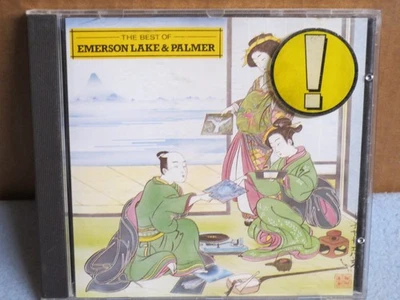 THE BEST OF
EMERSON LAKE & PALMER
!